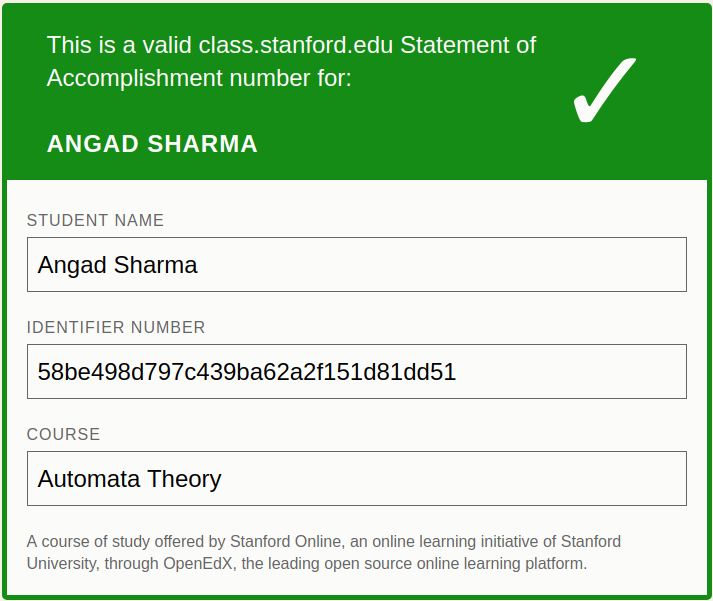 This is a valid class.stanford.edu Statement of
Accomplishment number for:
ANGAD SHARMA
STUDENT NAME
Angad Sharma
IDENTIFIER NUMBER
58be498d797c439ba62a2f151d81dd51
COURSE
Automata Theory
A course of study offered by Stanford Online, an online learning initiative of Stanford
University, through OpenEdX, the leading open source online learning platform.